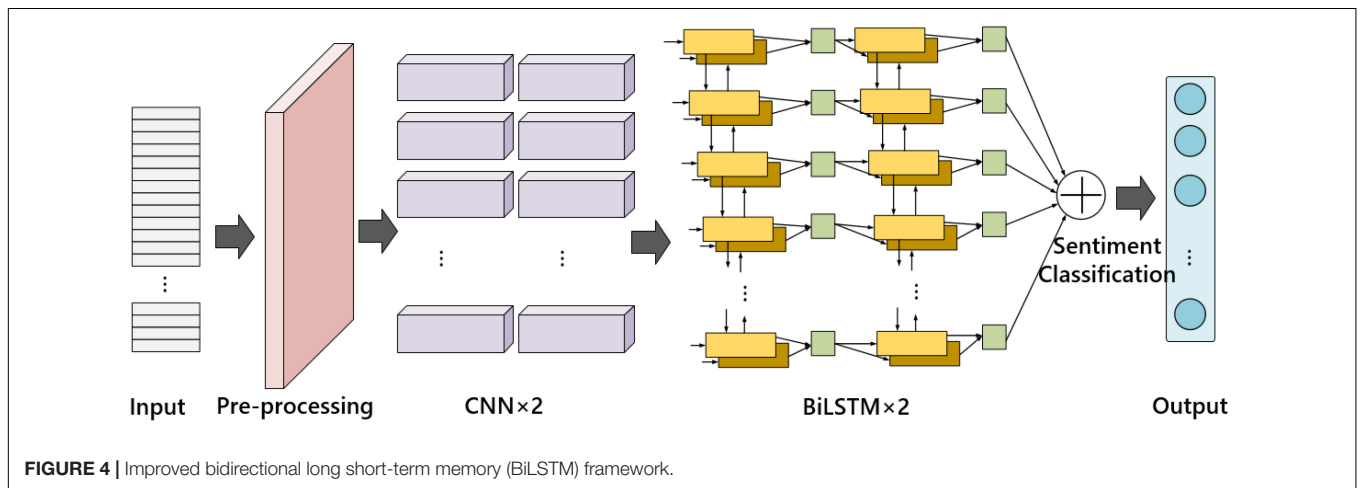 Sentiment
Classification
Input
Pre-processing
CNN×2
BiLSTM×2
Output
FIGURE 4 | Improved bidirectional long short-term memory (BiLSTM) framework.